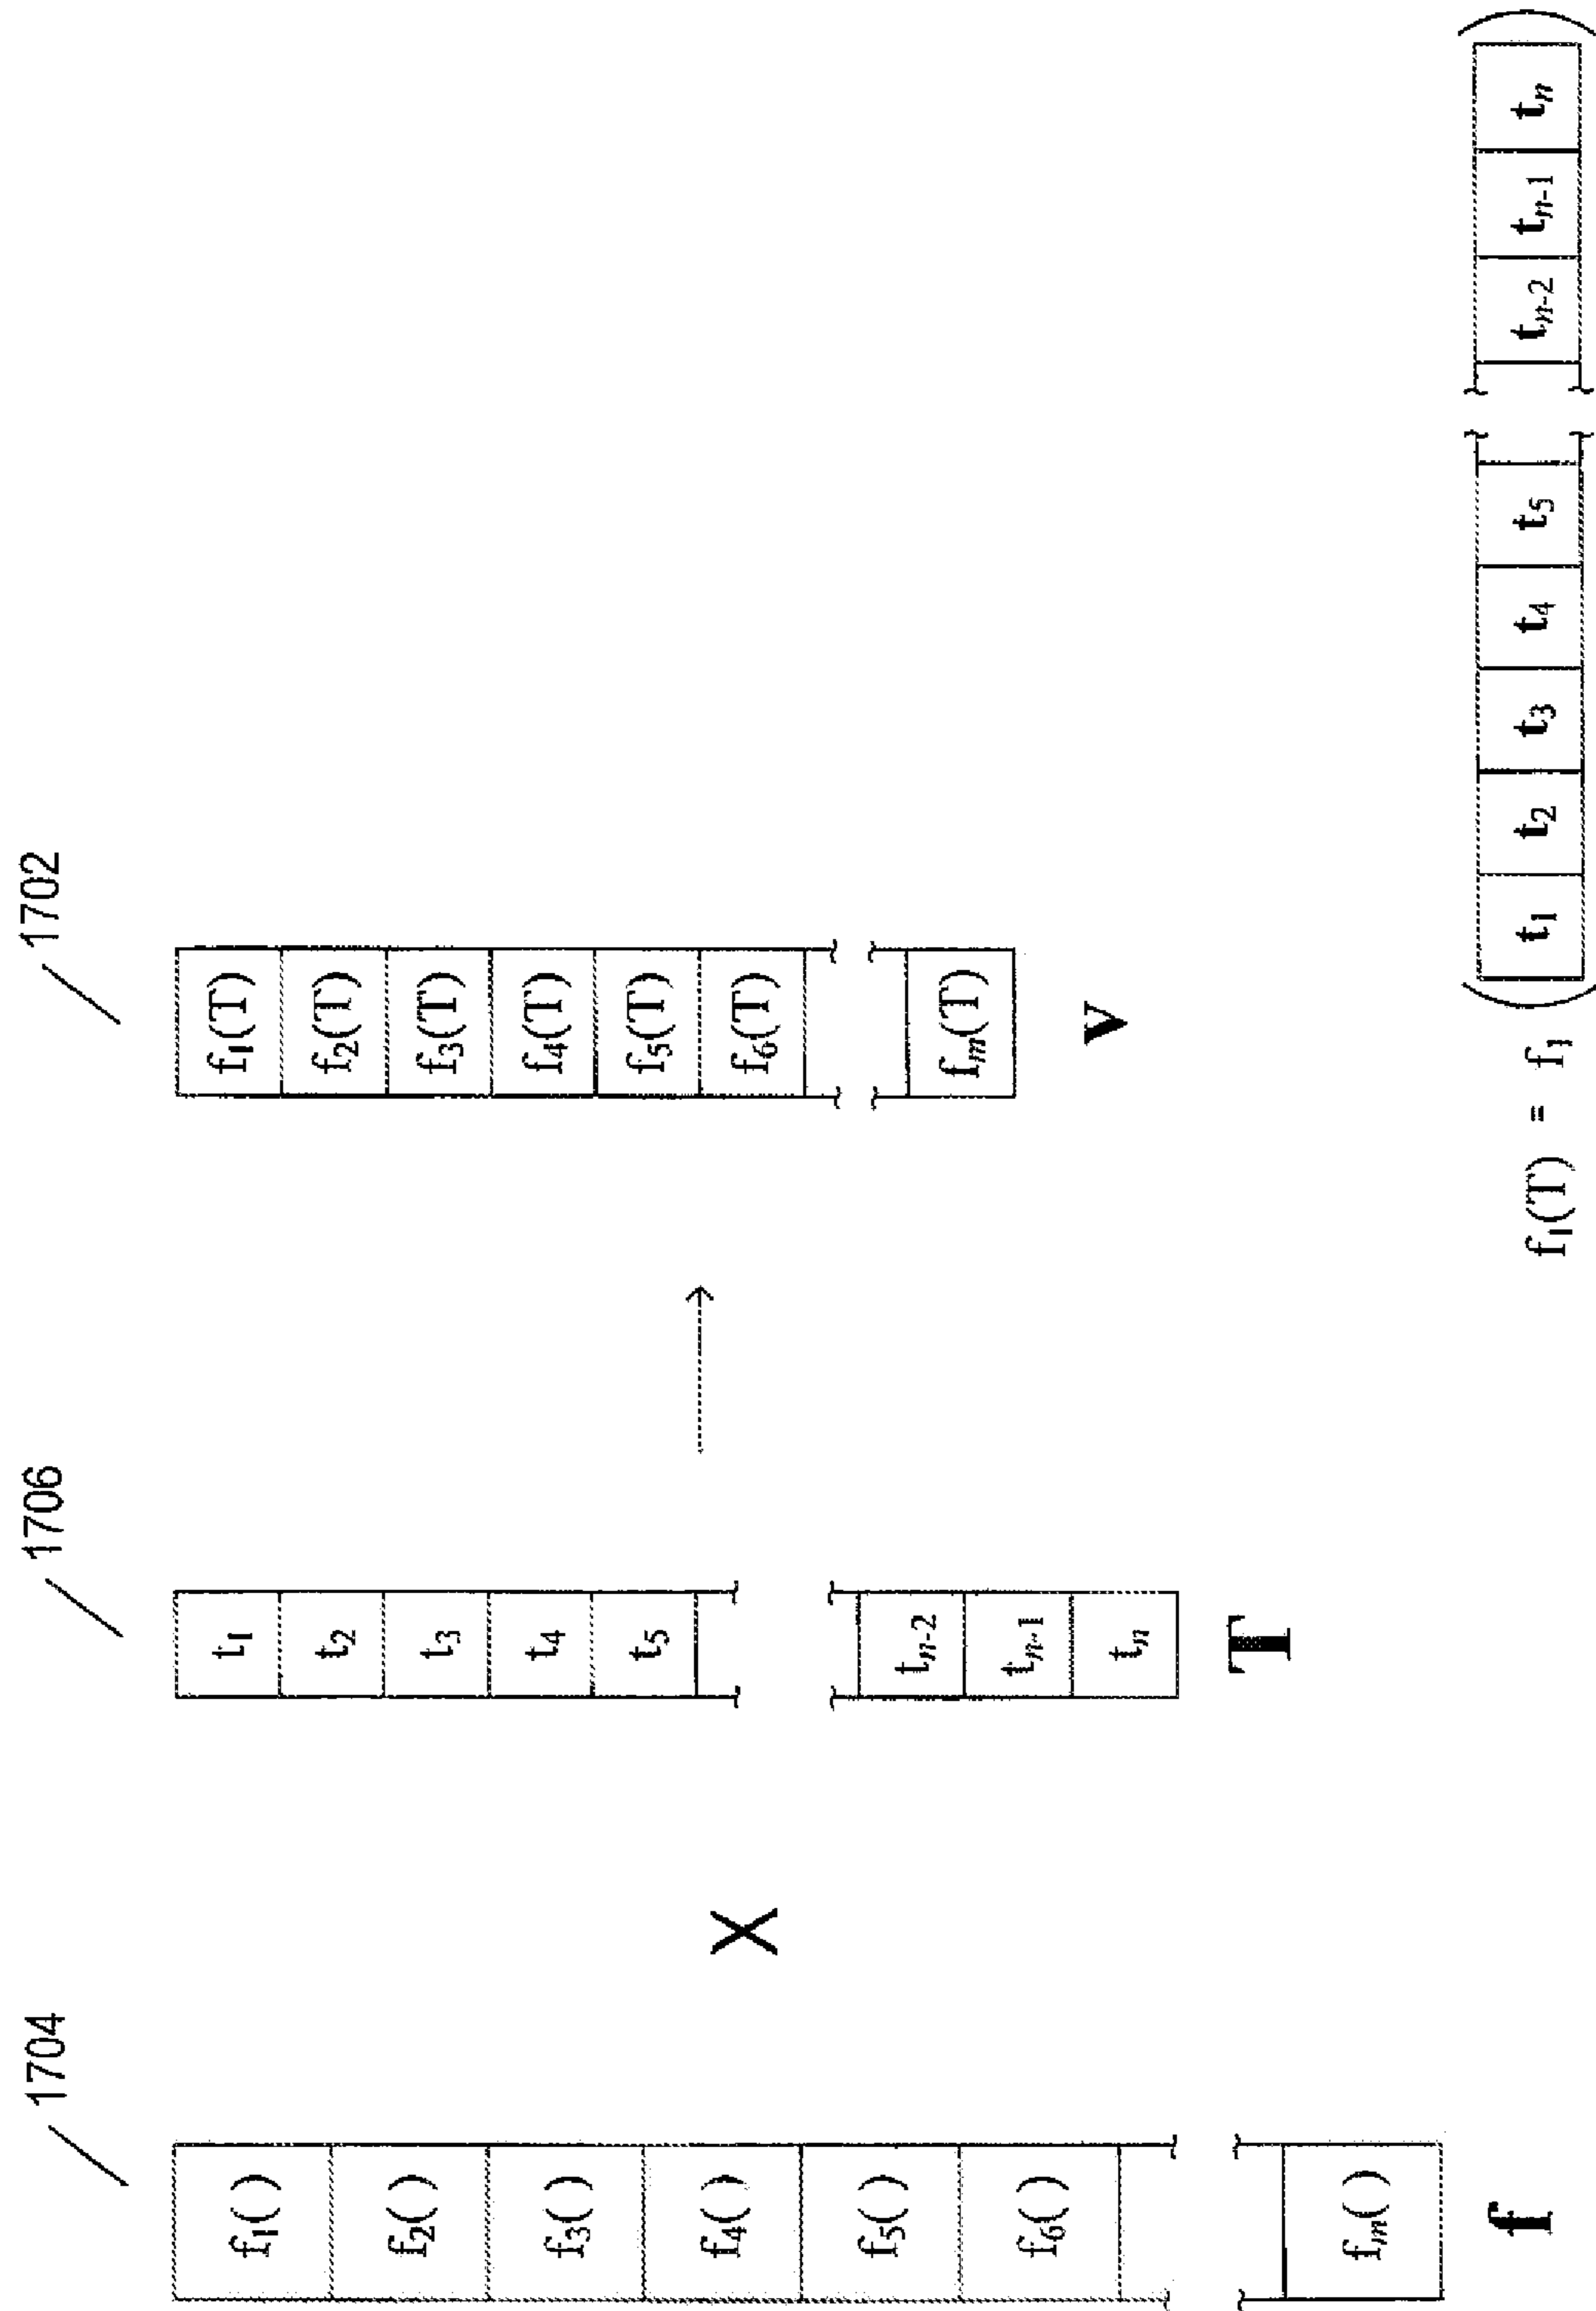 1704
f₁( )
f₂( )
f₃( )
f₄( )
f₅( )
f₆( )
fₘ( )
f
X
1706
t₁
t₂
t₃
t₄
t₅
tₙ₋₂
tₙ₋₁
tₙ
T
1702
f₁(T)
f₂(T)
f₃(T)
f₄(T)
f₅(T)
f₆(T)
fₘ(T)
v
f₁(T) = f₁ ( t₁ t₂ t₃ t₄ t₅ tₙ₋₂ tₙ₋₁ tₙ )